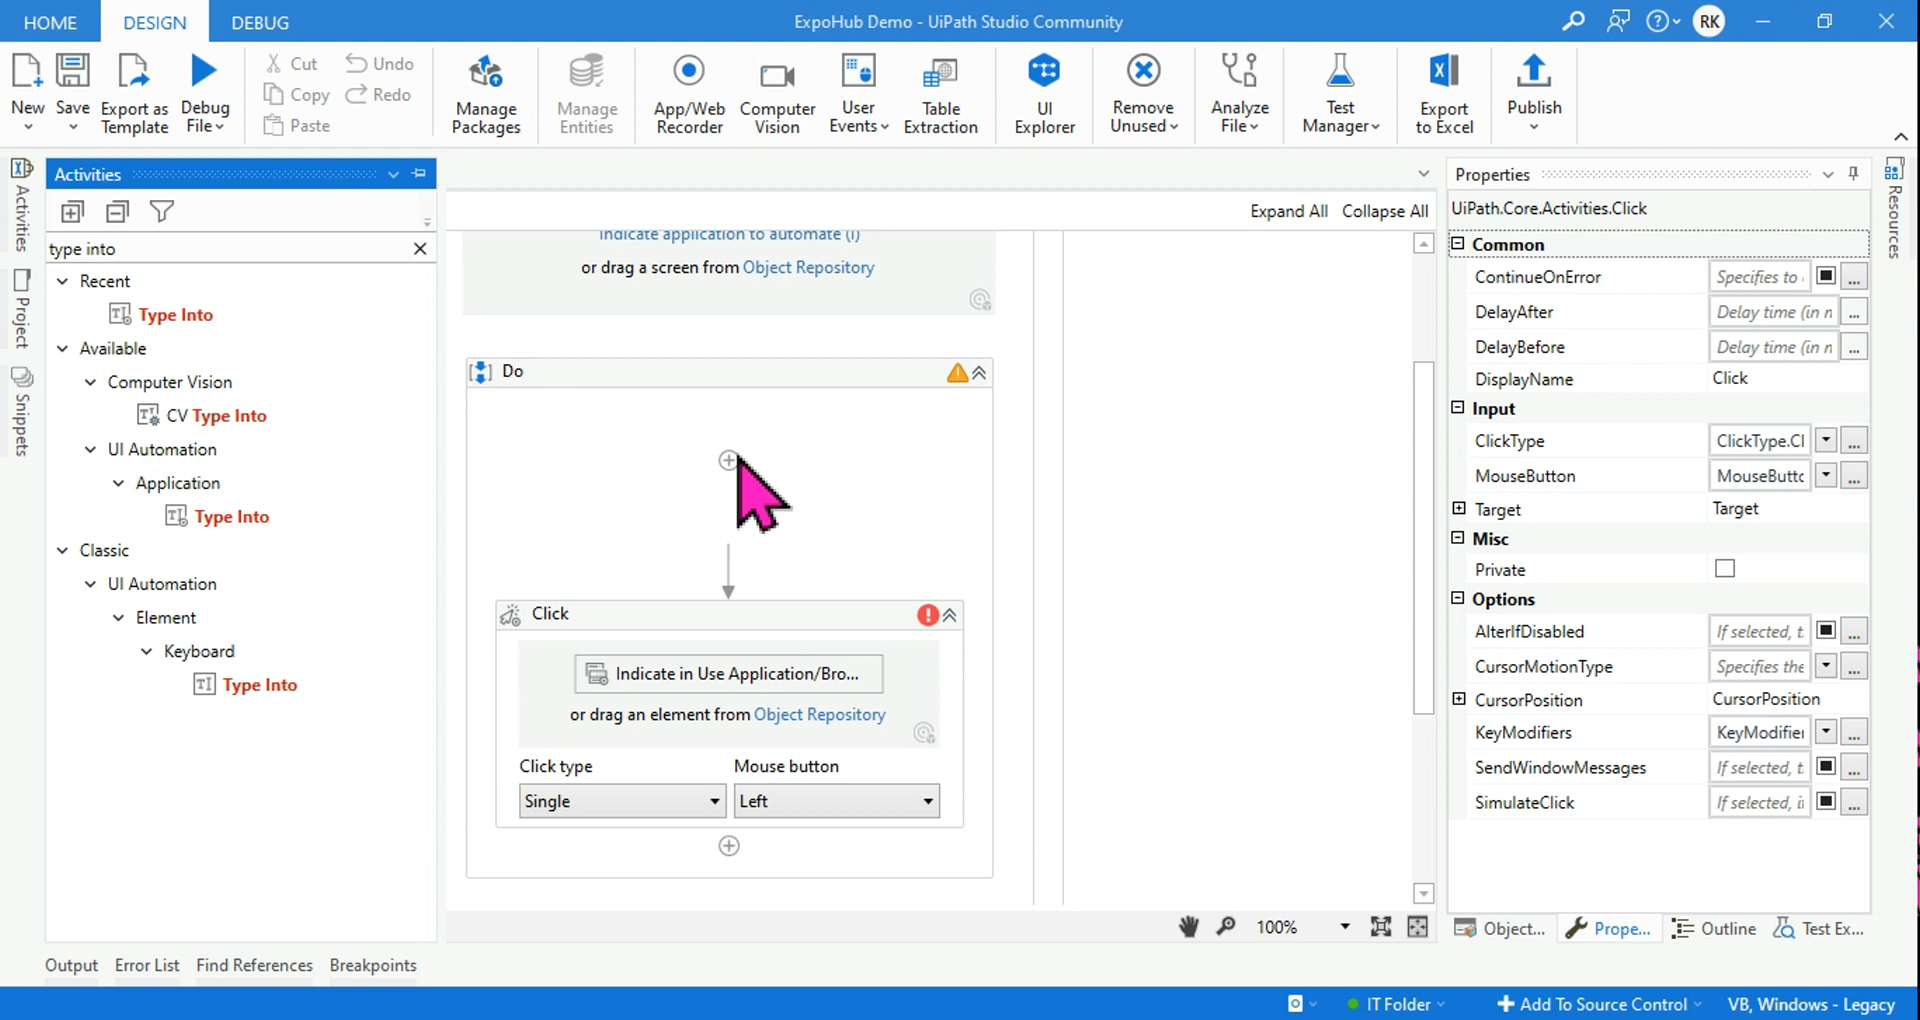 HOME DESIGN DEBUG
ExpoHub Demo - UiPath Studio Community
RK
New
Save
Export as Template
Debug File
Cut
Copy
Paste
Undo
Redo
Manage Packages
Manage Entities
App/Web Recorder
Computer Vision
User Events
Table Extraction
UI Explorer
Remove Unused
Analyze File
Test Manager
Export to Excel
Publish
Activities
Project
Snippets
Activities
type into
Recent
Type Into
Available
Computer Vision
CV Type Into
UI Automation
Application
Type Into
Classic
UI Automation
Element
Keyboard
Type Into
Expand All Collapse All
Indicate application to automate (I)
or drag a screen from Object Repository
Do
Click
Indicate in Use Application/Bro...
or drag an element from Object Repository
Click type Mouse button
Single Left
100%
Properties
UiPath.Core.Activities.Click
Common
ContinueOnError Specifies to ...
DelayAfter Delay time (in n ...
DelayBefore Delay time (in n ...
DisplayName Click
Input
ClickType ClickType.Cl ...
MouseButton MouseButtc ...
Target Target
Misc
Private
Options
AlterIfDisabled If selected, t. ...
CursorMotionType Specifies the ...
CursorPosition CursorPosition
KeyModifiers KeyModifier ...
SendWindowMessages If selected, t. ...
SimulateClick If selected, i ...
Object... Prope... Outline Test Ex...
Resources
Output Error List Find References Breakpoints
IT Folder
Add To Source Control
VB, Windows - Legacy